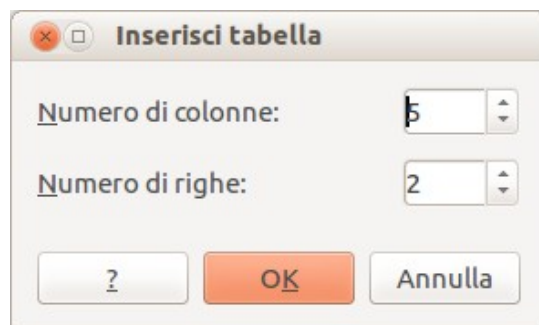 Inserisci tabella
Numero di colonne: 5
Numero di righe: 2
? OK Annulla